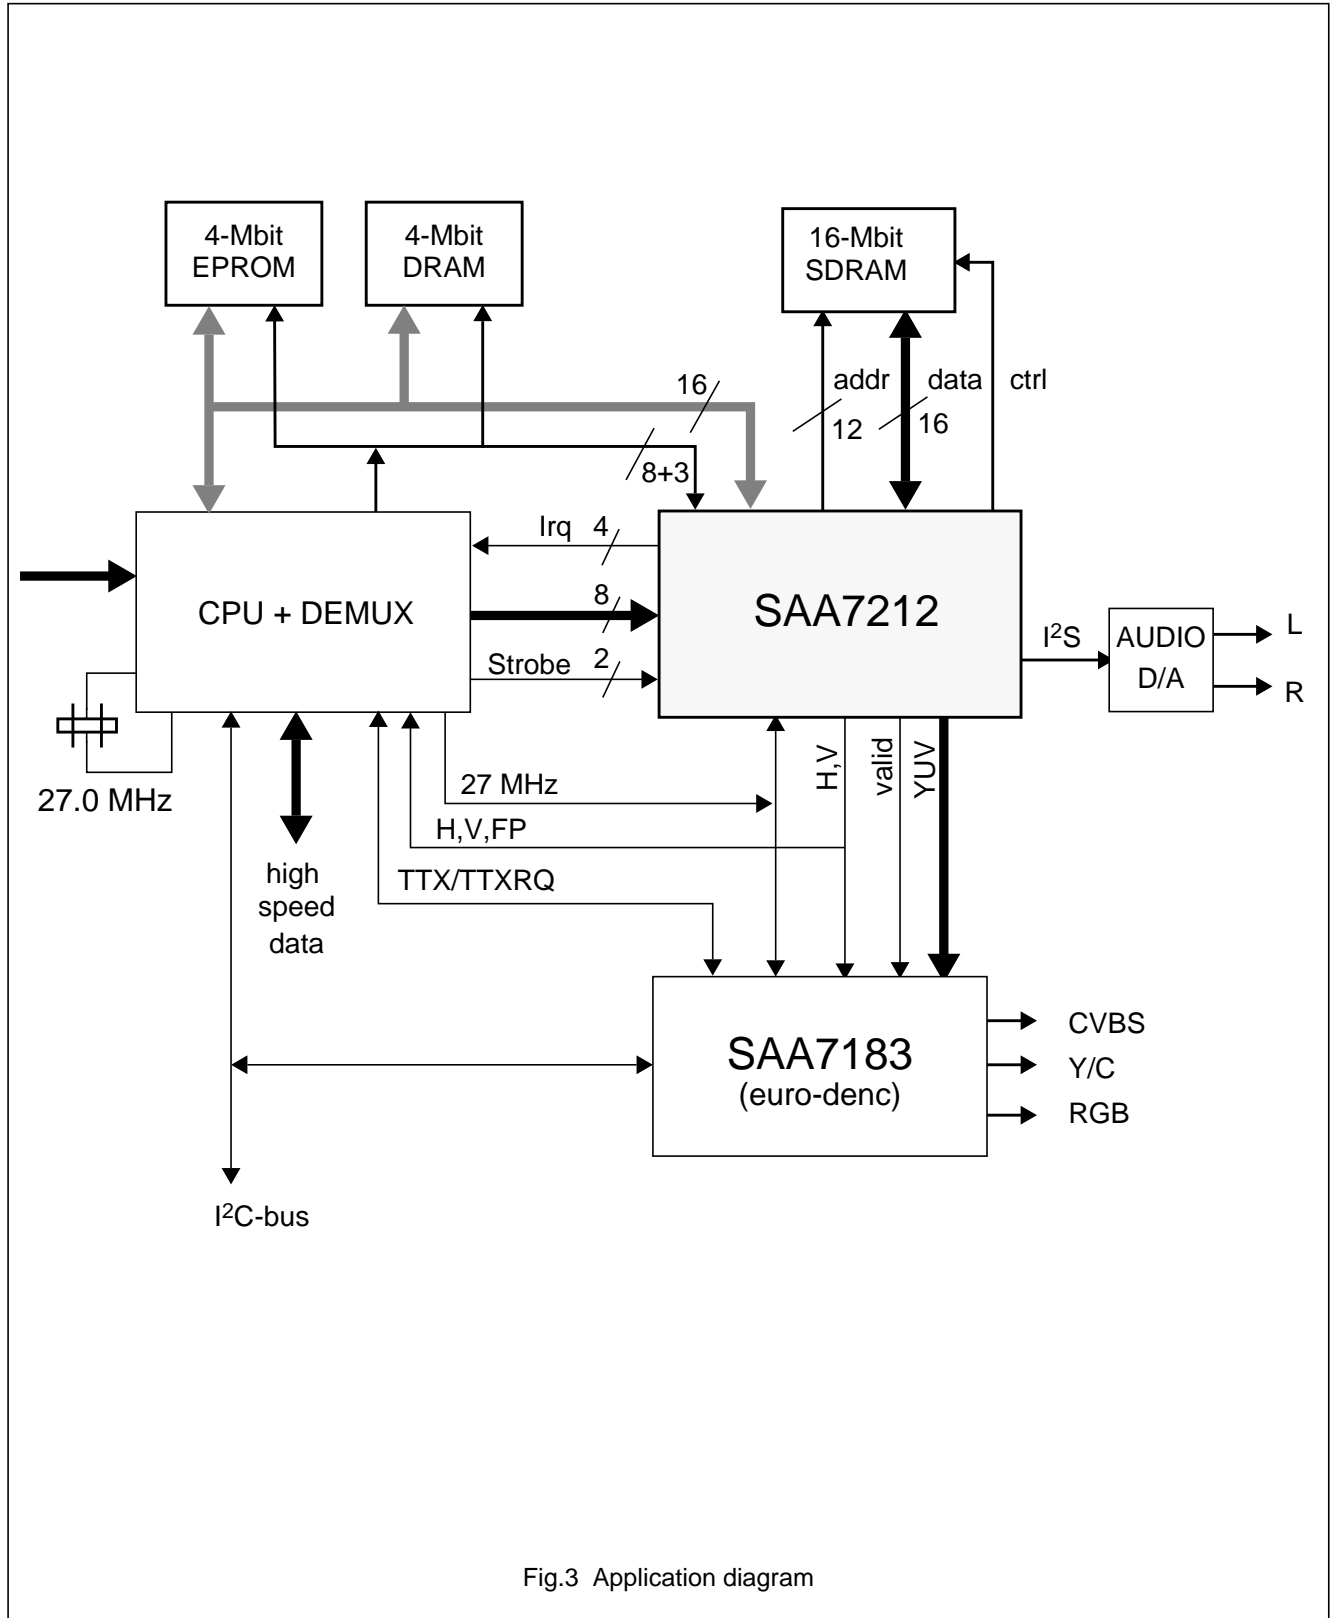 4-Mbit
EPROM
4-Mbit
DRAM
16-Mbit
SDRAM
16
addr
data
ctrl
12
16
8+3
Irq 4
8
CPU + DEMUX
SAA7212
Strobe 2
I²S
AUDIO
D/A
L
R
27.0 MHz
27 MHz
H,V
valid
YUV
H,V,FP
high
speed
data
TTX/TTXRQ
SAA7183
(euro-denc)
CVBS
Y/C
RGB
I²C-bus
Fig.3 Application diagram